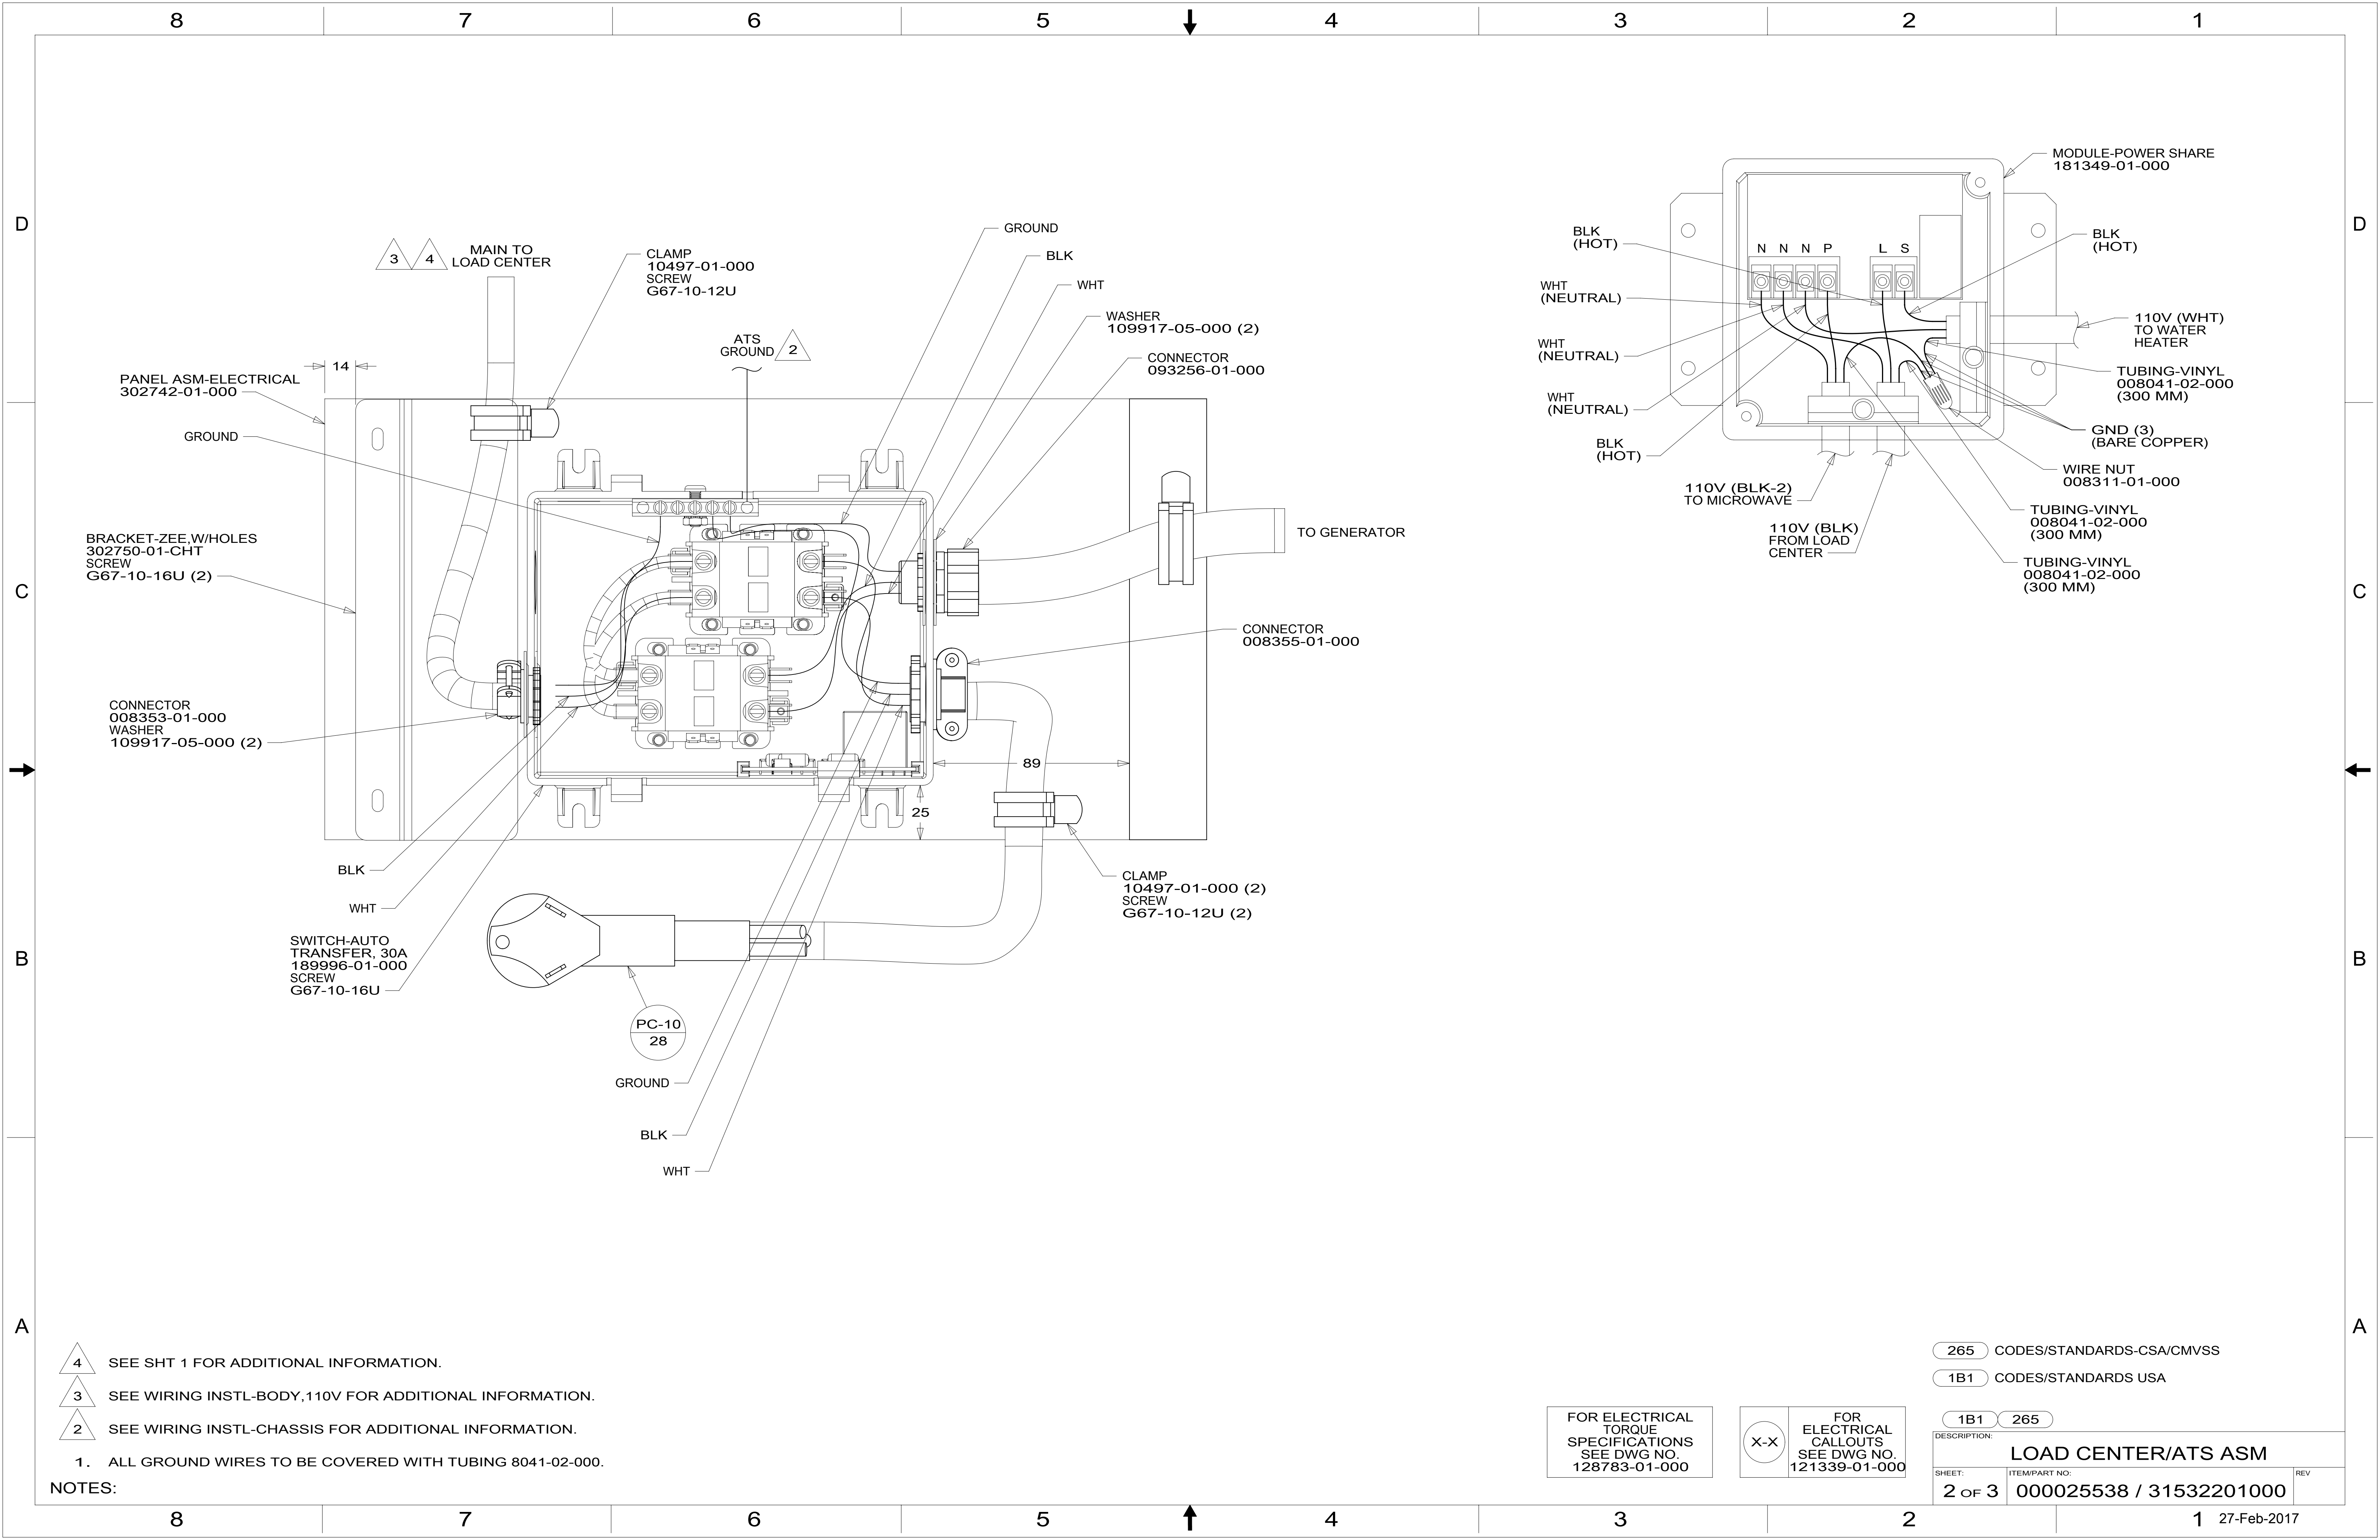 8 7 6 5 4 3 2 1
D
C
B
A
D
C
B
A
3 4
MAIN TO
LOAD CENTER
CLAMP
10497-01-000
SCREW
G67-10-12U
ATS
GROUND
2
GROUND
BLK
WHT
WASHER
109917-05-000 (2)
CONNECTOR
093256-01-000
14
PANEL ASM-ELECTRICAL
302742-01-000
GROUND
BRACKET-ZEE,W/HOLES
302750-01-CHT
SCREW
G67-10-16U (2)
TO GENERATOR
CONNECTOR
008355-01-000
CONNECTOR
008353-01-000
WASHER
109917-05-000 (2)
89
25
BLK
WHT
SWITCH-AUTO
TRANSFER, 30A
189996-01-000
SCREW
G67-10-16U
CLAMP
10497-01-000 (2)
SCREW
G67-10-12U (2)
PC-10
28
GROUND
BLK
WHT
MODULE-POWER SHARE
181349-01-000
BLK
(HOT)
N N N P L S
BLK
(HOT)
WHT
(NEUTRAL)
110V (WHT)
TO WATER
HEATER
WHT
(NEUTRAL)
TUBING-VINYL
008041-02-000
(300 MM)
WHT
(NEUTRAL)
GND (3)
(BARE COPPER)
BLK
(HOT)
WIRE NUT
008311-01-000
110V (BLK-2)
TO MICROWAVE
TUBING-VINYL
008041-02-000
(300 MM)
110V (BLK)
FROM LOAD
CENTER
TUBING-VINYL
008041-02-000
(300 MM)
4 SEE SHT 1 FOR ADDITIONAL INFORMATION.
3 SEE WIRING INSTL-BODY,110V FOR ADDITIONAL INFORMATION.
2 SEE WIRING INSTL-CHASSIS FOR ADDITIONAL INFORMATION.
1. ALL GROUND WIRES TO BE COVERED WITH TUBING 8041-02-000.
NOTES:
FOR ELECTRICAL
TORQUE
SPECIFICATIONS
SEE DWG NO.
128783-01-000
X-X
FOR
ELECTRICAL
CALLOUTS
SEE DWG NO.
121339-01-000
265 CODES/STANDARDS-CSA/CMVSS
1B1 CODES/STANDARDS USA
1B1 265
DESCRIPTION:
LOAD CENTER/ATS ASM
SHEET:
2 OF 3
ITEM/PART NO:
000025538 / 31532201000
REV
8 7 6 5 4 3 2 1
27-Feb-2017